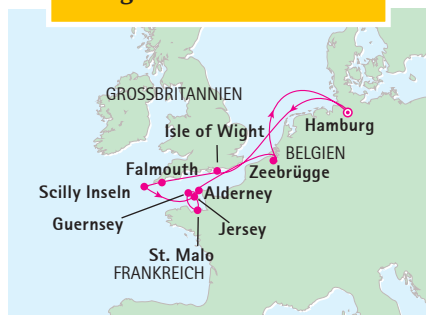 GROSSBRITANNIEN
Isle of Wight
Hamburg
BELGIEN
Falmouth
Zeebrügge
Scilly Inseln
Alderney
Guernsey
Jersey
St. Malo
FRANKREICH